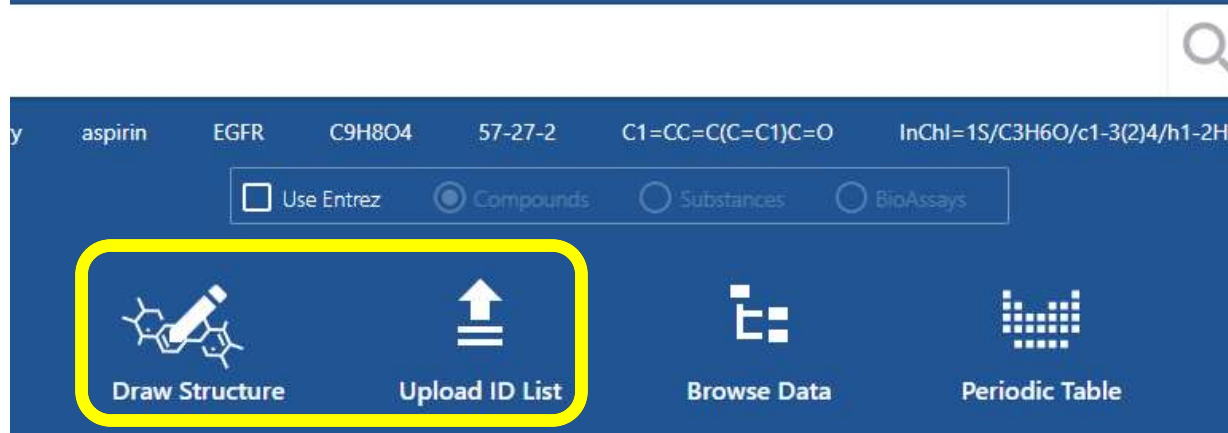 y aspirin EGFR C9H8O4 57-27-2 C1=CC=C(C=C1)C=O InChI=1S/C3H6O/c1-3(2)4/h1-2H
Use Entrez Compounds Substances BioAssays
Draw Structure Upload ID List Browse Data Periodic Table